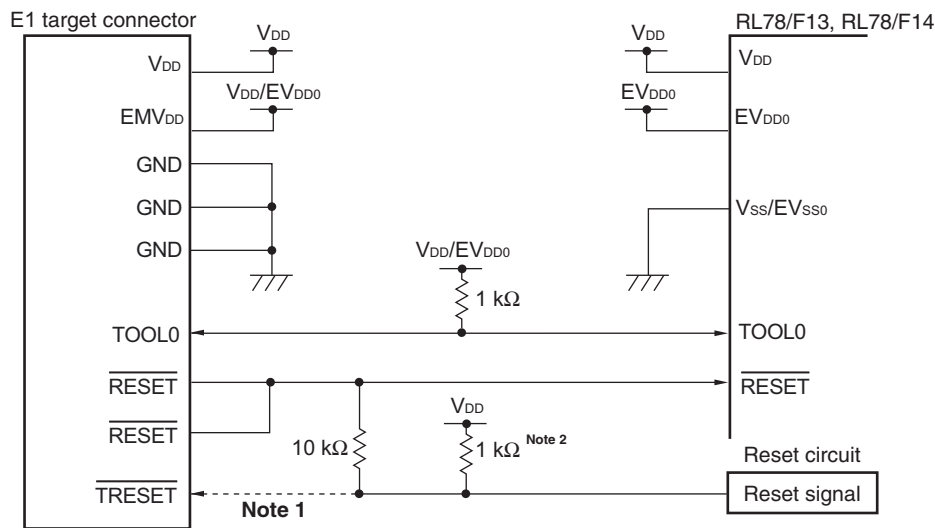 E1 target connector
RL78/F13, RL78/F14
VDD
VDD
VDD
VDD
VDD/EVDD0
EVDD0
EMVDD
EVDD0
GND
GND
VSS/EVSS0
GND
VDD/EVDD0
1 kΩ
TOOL0
TOOL0
RESET
RESET
VDD
RESET
10 kΩ
1 kΩ Note 2
Reset circuit
TRESET
Note 1
Reset signal